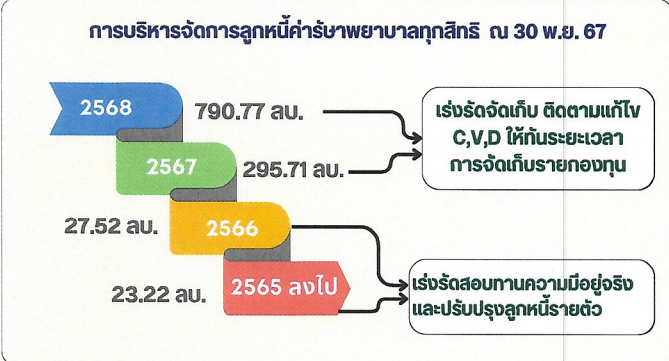 การบริหารจัดการลูกหนี้ค่ารัษาพยาบาลทุกสิทธิ ณ 30 พ.ย. 67
2568
790.77 ลบ.
2567
295.71 ลบ.
เร่งรัดจัดเก็บ ติดตามแก้ไข
C,V,D ให้ทันระยะเวลา
การจัดเก็บรายกองทุน
27.52 ลบ.
2566
23.22 ลบ.
2565 ลงไป
เร่งรัดสอบทานความมีอยู่จริง
และปรับปรุงลูกหนี้รายตัว